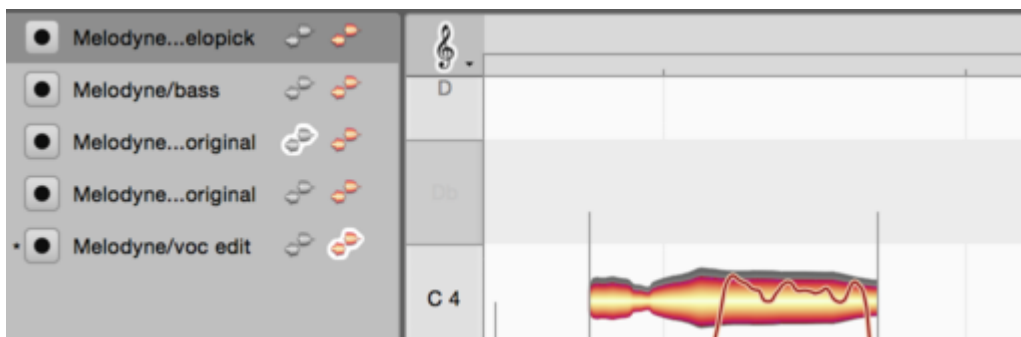 Melodyne...elopick
Melodyne/bass
Melodyne...original
Melodyne...original
Melodyne/voc edit
D
Db
C 4